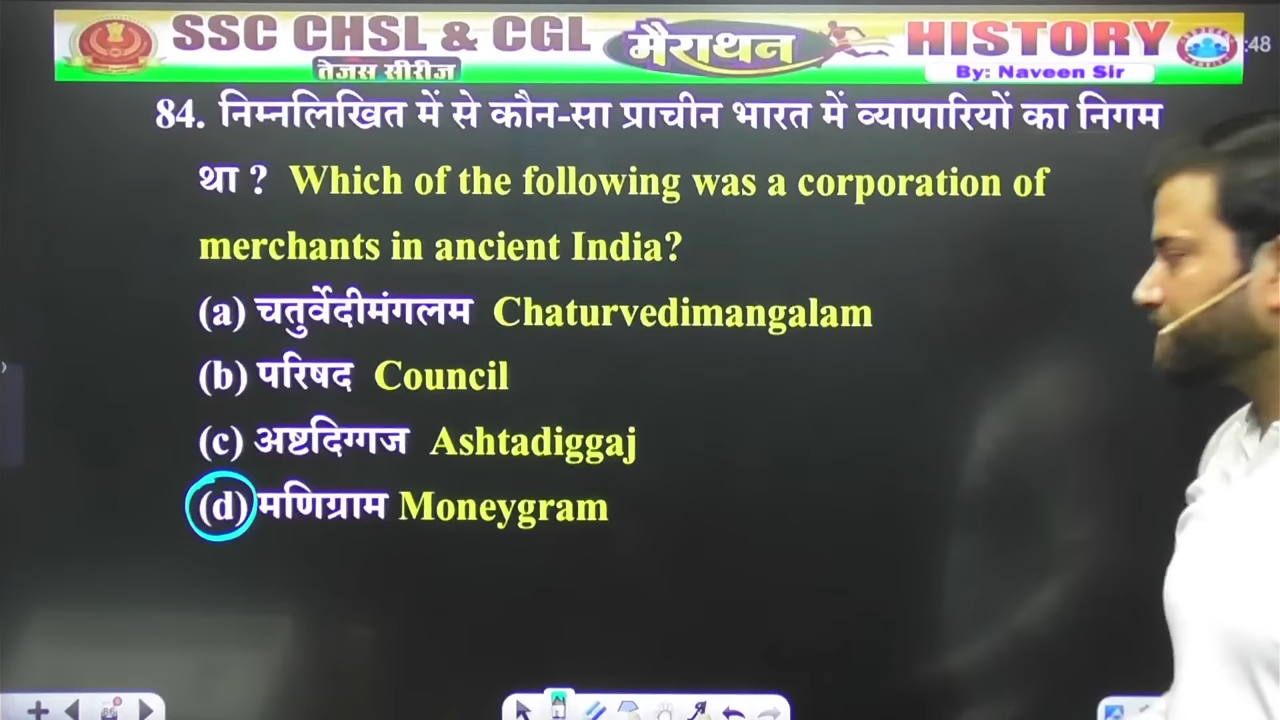 SSC CHSL & CGL
तेजस सीरीज
मैराथन
HISTORY
By: Naveen Sir
:48
84. निम्नलिखित में से कौन-सा प्राचीन भारत में व्यापारियों का निगम
था ? Which of the following was a corporation of
merchants in ancient India?
(a) चतुर्वेदीमंगलम Chaturvedimangalam
(b) परिषद Council
(c) अष्टदिग्गज Ashtadiggaj
(d) मणिग्राम Moneygram